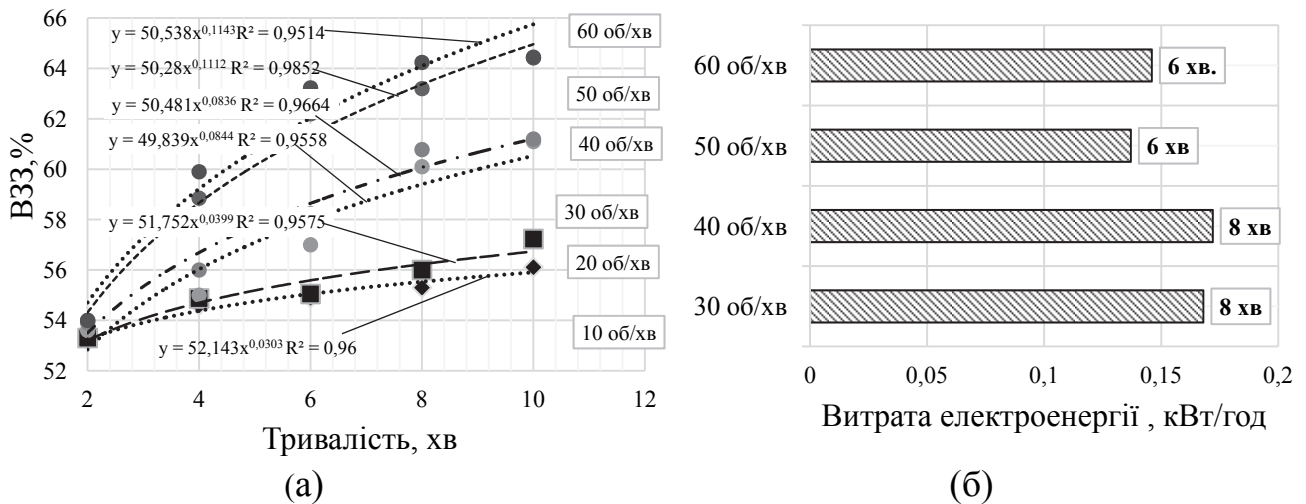 66
64
62
60
58
56
54
52
ВЗЗ,%
y = 50,538x^0,1143 R² = 0,9514
y = 50,28x^0,1112 R² = 0,9852
y = 50,481x^0,0836 R² = 0,9664
y = 49,839x^0,0844 R² = 0,9558
y = 51,752x^0,0399 R² = 0,9575
y = 52,143x^0,0303 R² = 0,96
60 об/хв
50 об/хв
40 об/хв
30 об/хв
20 об/хв
10 об/хв
2 4 6 8 10 12
Тривалість, хв
(а)
60 об/хв
6 хв.
50 об/хв
6 хв
40 об/хв
8 хв
30 об/хв
8 хв
0 0,05 0,1 0,15 0,2
Витрата електроенергії , кВт/год
(б)